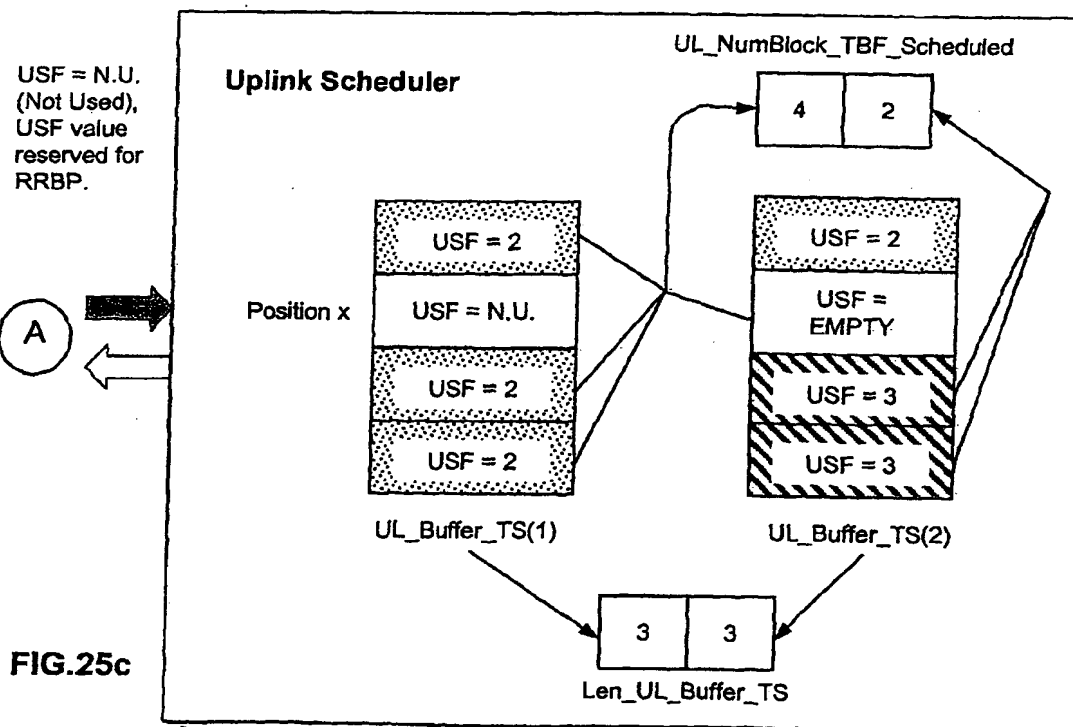 UL_NumBlock_TBF_Scheduled
USF = N.U.
(Not Used),
USF value
reserved for
RRBP.
Uplink Scheduler
4 2
USF = 2
USF = 2
Position x
USF = N.U.
USF =
EMPTY
A
USF = 2
USF = 3
USF = 2
USF = 3
UL_Buffer_TS(1)
UL_Buffer_TS(2)
3 3
FIG.25c
Len_UL_Buffer_TS